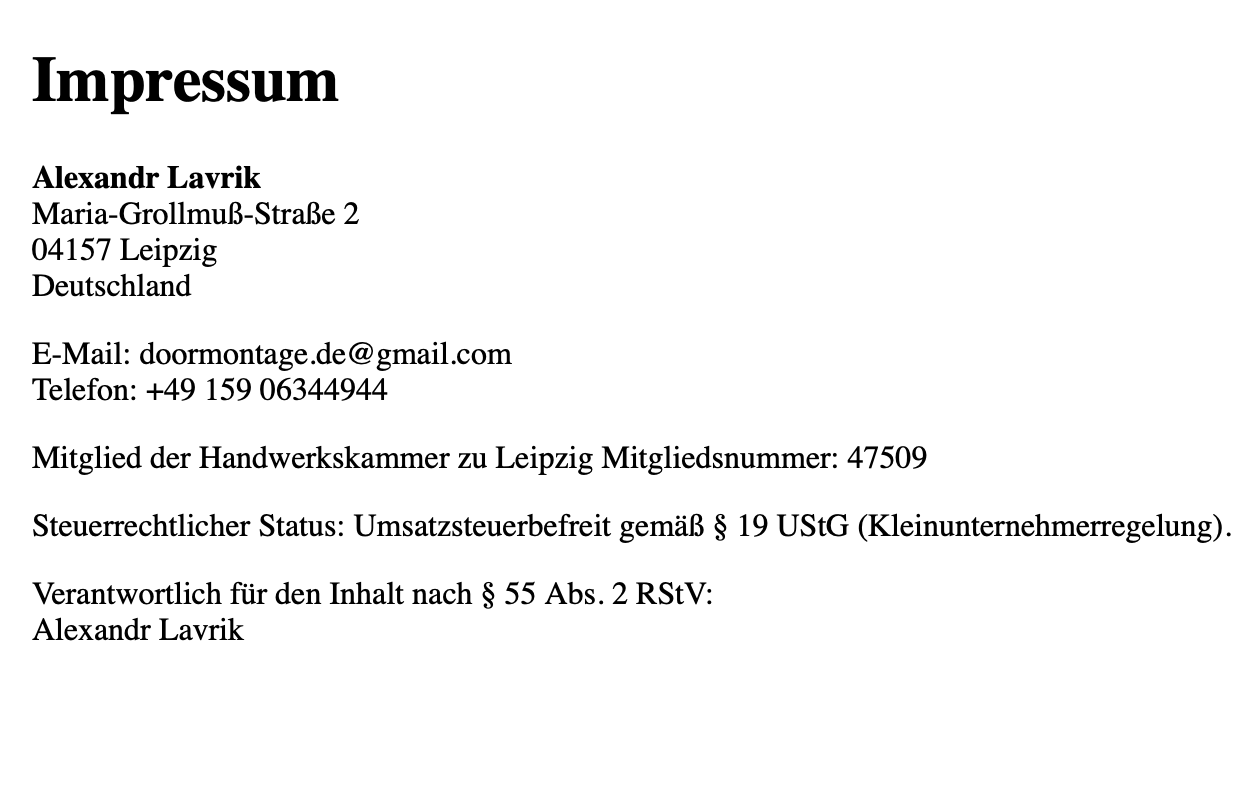 Impressum
Alexandr Lavrik
Maria-Grollmuß-Straße 2
04157 Leipzig
Deutschland
E-Mail: doormontage.de@gmail.com
Telefon: +49 159 06344944
Mitglied der Handwerkskammer zu Leipzig Mitgliedsnummer: 47509
Steuerrechtlicher Status: Umsatzsteuerbefreit gemäß § 19 UStG (Kleinunternehmerregelung).
Verantwortlich für den Inhalt nach § 55 Abs. 2 RStV:
Alexandr Lavrik